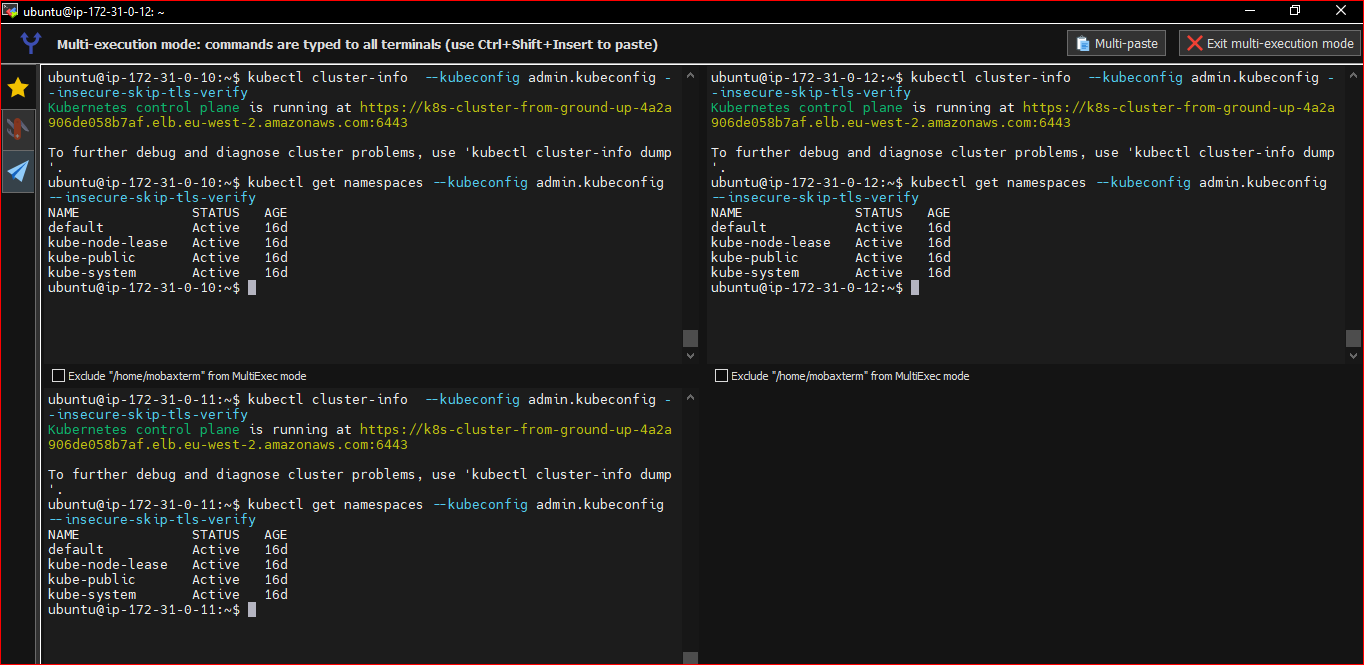 ubuntu@ip-172-31-0-12: ~
Multi-execution mode: commands are typed to all terminals (use Ctrl+Shift+Insert to paste)
Multi-paste
Exit multi-execution mode
ubuntu@ip-172-31-0-10:~$ kubectl cluster-info  --kubeconfig admin.kubeconfig -
-insecure-skip-tls-verify
Kubernetes control plane is running at https://k8s-cluster-from-ground-up-4a2a
906de058b7af.elb.eu-west-2.amazonaws.com:6443
To further debug and diagnose cluster problems, use 'kubectl cluster-info dump
'.
ubuntu@ip-172-31-0-10:~$ kubectl get namespaces --kubeconfig admin.kubeconfig
--insecure-skip-tls-verify
NAME              STATUS   AGE
default           Active   16d
kube-node-lease   Active   16d
kube-public       Active   16d
kube-system       Active   16d
ubuntu@ip-172-31-0-10:~$
Exclude "/home/mobaxterm" from MultiExec mode
ubuntu@ip-172-31-0-12:~$ kubectl cluster-info  --kubeconfig admin.kubeconfig -
-insecure-skip-tls-verify
Kubernetes control plane is running at https://k8s-cluster-from-ground-up-4a2a
906de058b7af.elb.eu-west-2.amazonaws.com:6443
To further debug and diagnose cluster problems, use 'kubectl cluster-info dump
'.
ubuntu@ip-172-31-0-12:~$ kubectl get namespaces --kubeconfig admin.kubeconfig
--insecure-skip-tls-verify
NAME              STATUS   AGE
default           Active   16d
kube-node-lease   Active   16d
kube-public       Active   16d
kube-system       Active   16d
ubuntu@ip-172-31-0-12:~$
Exclude "/home/mobaxterm" from MultiExec mode
ubuntu@ip-172-31-0-11:~$ kubectl cluster-info  --kubeconfig admin.kubeconfig -
-insecure-skip-tls-verify
Kubernetes control plane is running at https://k8s-cluster-from-ground-up-4a2a
906de058b7af.elb.eu-west-2.amazonaws.com:6443
To further debug and diagnose cluster problems, use 'kubectl cluster-info dump
'.
ubuntu@ip-172-31-0-11:~$ kubectl get namespaces --kubeconfig admin.kubeconfig
--insecure-skip-tls-verify
NAME              STATUS   AGE
default           Active   16d
kube-node-lease   Active   16d
kube-public       Active   16d
kube-system       Active   16d
ubuntu@ip-172-31-0-11:~$